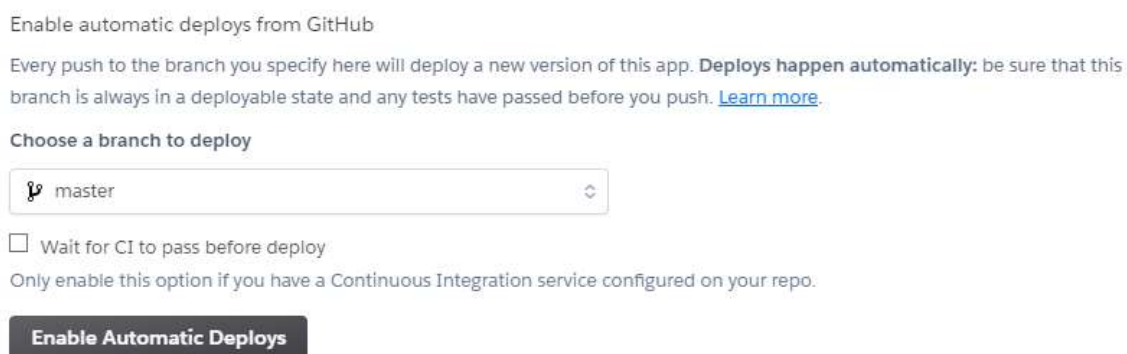 Enable automatic deploys from GitHub
Every push to the branch you specify here will deploy a new version of this app. Deploys happen automatically: be sure that this
branch is always in a deployable state and any tests have passed before you push. Learn more.
Choose a branch to deploy
master
Wait for CI to pass before deploy
Only enable this option if you have a Continuous Integration service configured on your repo.
Enable Automatic Deploys